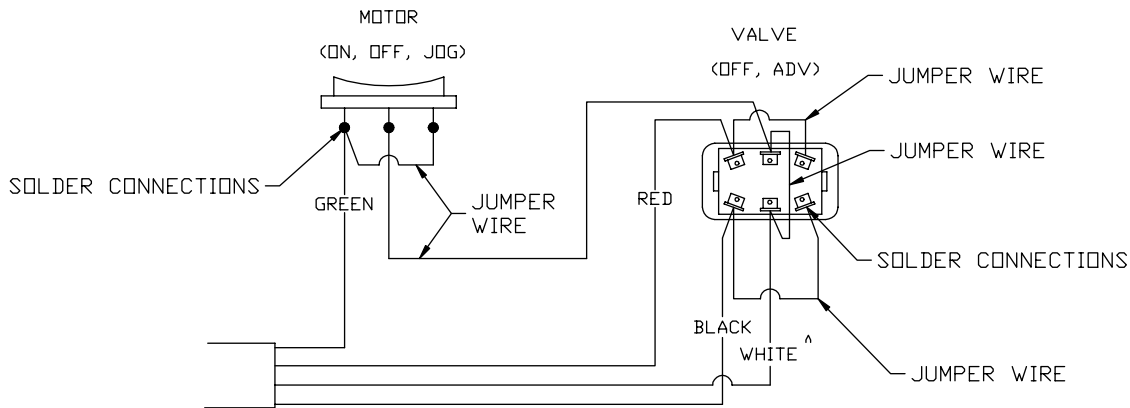 MOTOR
(ON, OFF, JOG)
VALVE
(OFF, ADV)
JUMPER WIRE
JUMPER WIRE
SOLDER CONNECTIONS
GREEN
JUMPER
WIRE
RED
SOLDER CONNECTIONS
BLACK
WHITE ^
JUMPER WIRE